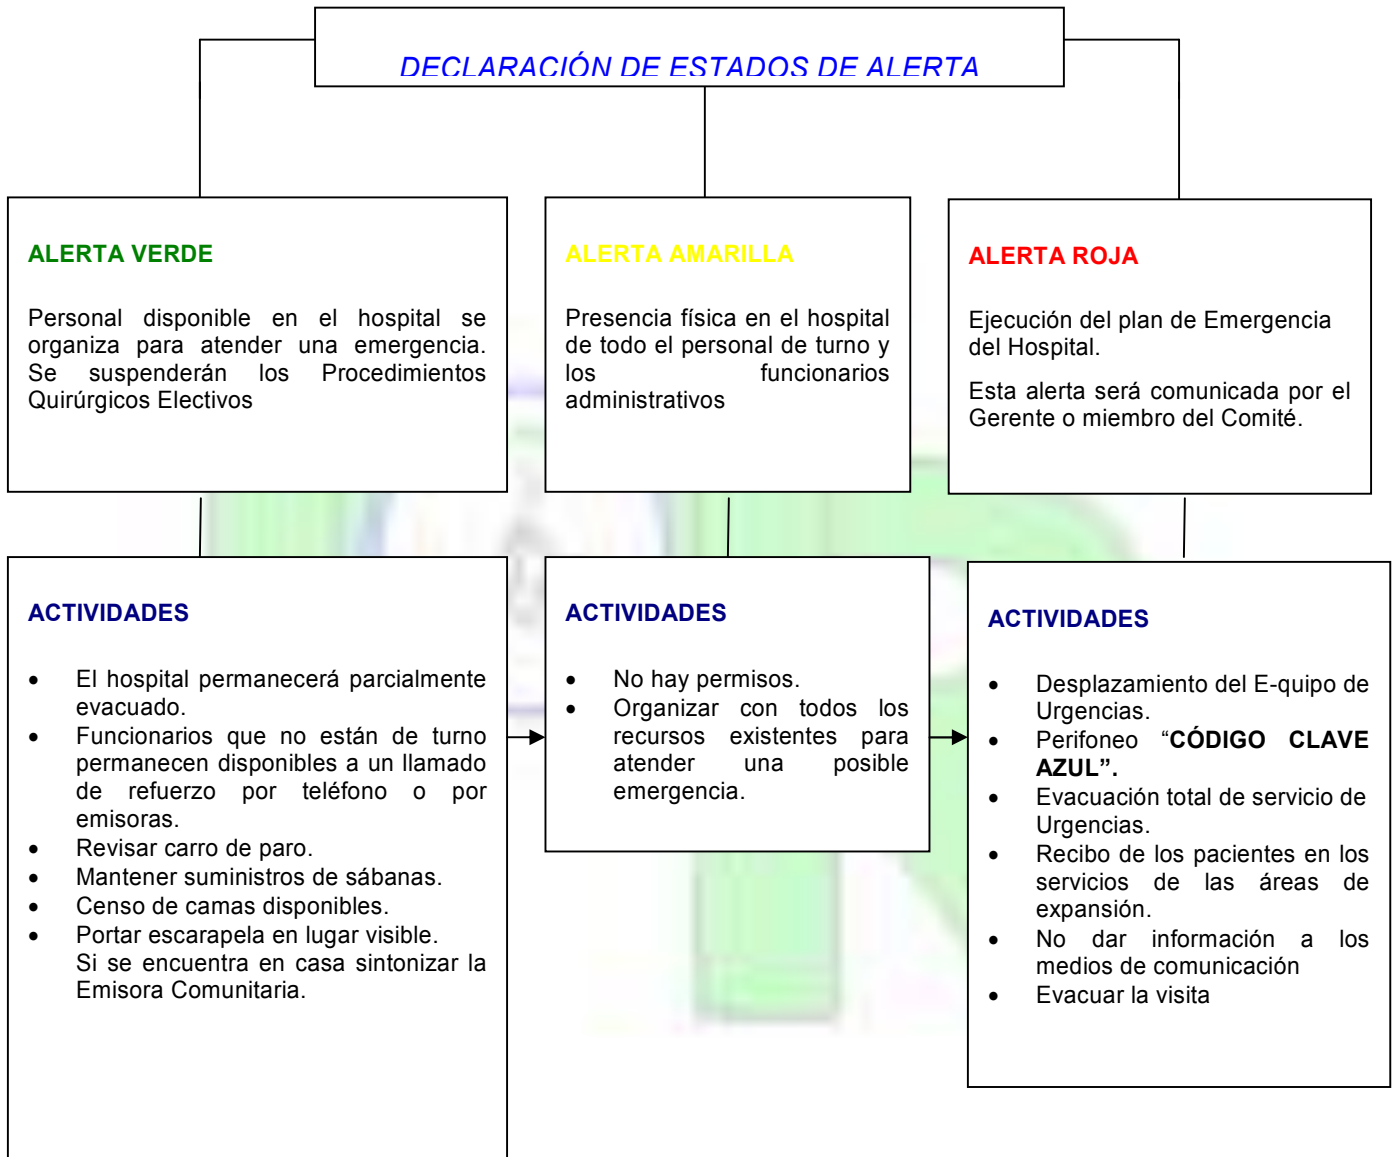 DECLARACIÓN DE ESTADOS DE ALERTA
ALERTA VERDE
Personal disponible en el hospital se
organiza para atender una emergencia.
Se suspenderán los Procedimientos
Quirúrgicos Electivos
ALERTA AMARILLA
Presencia física en el hospital
de todo el personal de turno y
los funcionarios
administrativos
ALERTA ROJA
Ejecución del plan de Emergencia
del Hospital.
Esta alerta será comunicada por el
Gerente o miembro del Comité.
ACTIVIDADES
• El hospital permanecerá parcialmente
evacuado.
• Funcionarios que no están de turno
permanecen disponibles a un llamado
de refuerzo por teléfono o por
emisoras.
• Revisar carro de paro.
• Mantener suministros de sábanas.
• Censo de camas disponibles.
• Portar escarapela en lugar visible.
Si se encuentra en casa sintonizar la
Emisora Comunitaria.
ACTIVIDADES
• No hay permisos.
• Organizar con todos los
recursos existentes para
atender una posible
emergencia.
ACTIVIDADES
• Desplazamiento del E-quipo de
Urgencias.
• Perifoneo “CÓDIGO CLAVE
AZUL”.
• Evacuación total de servicio de
Urgencias.
• Recibo de los pacientes en los
servicios de las áreas de
expansión.
• No dar información a los
medios de comunicación
• Evacuar la visita